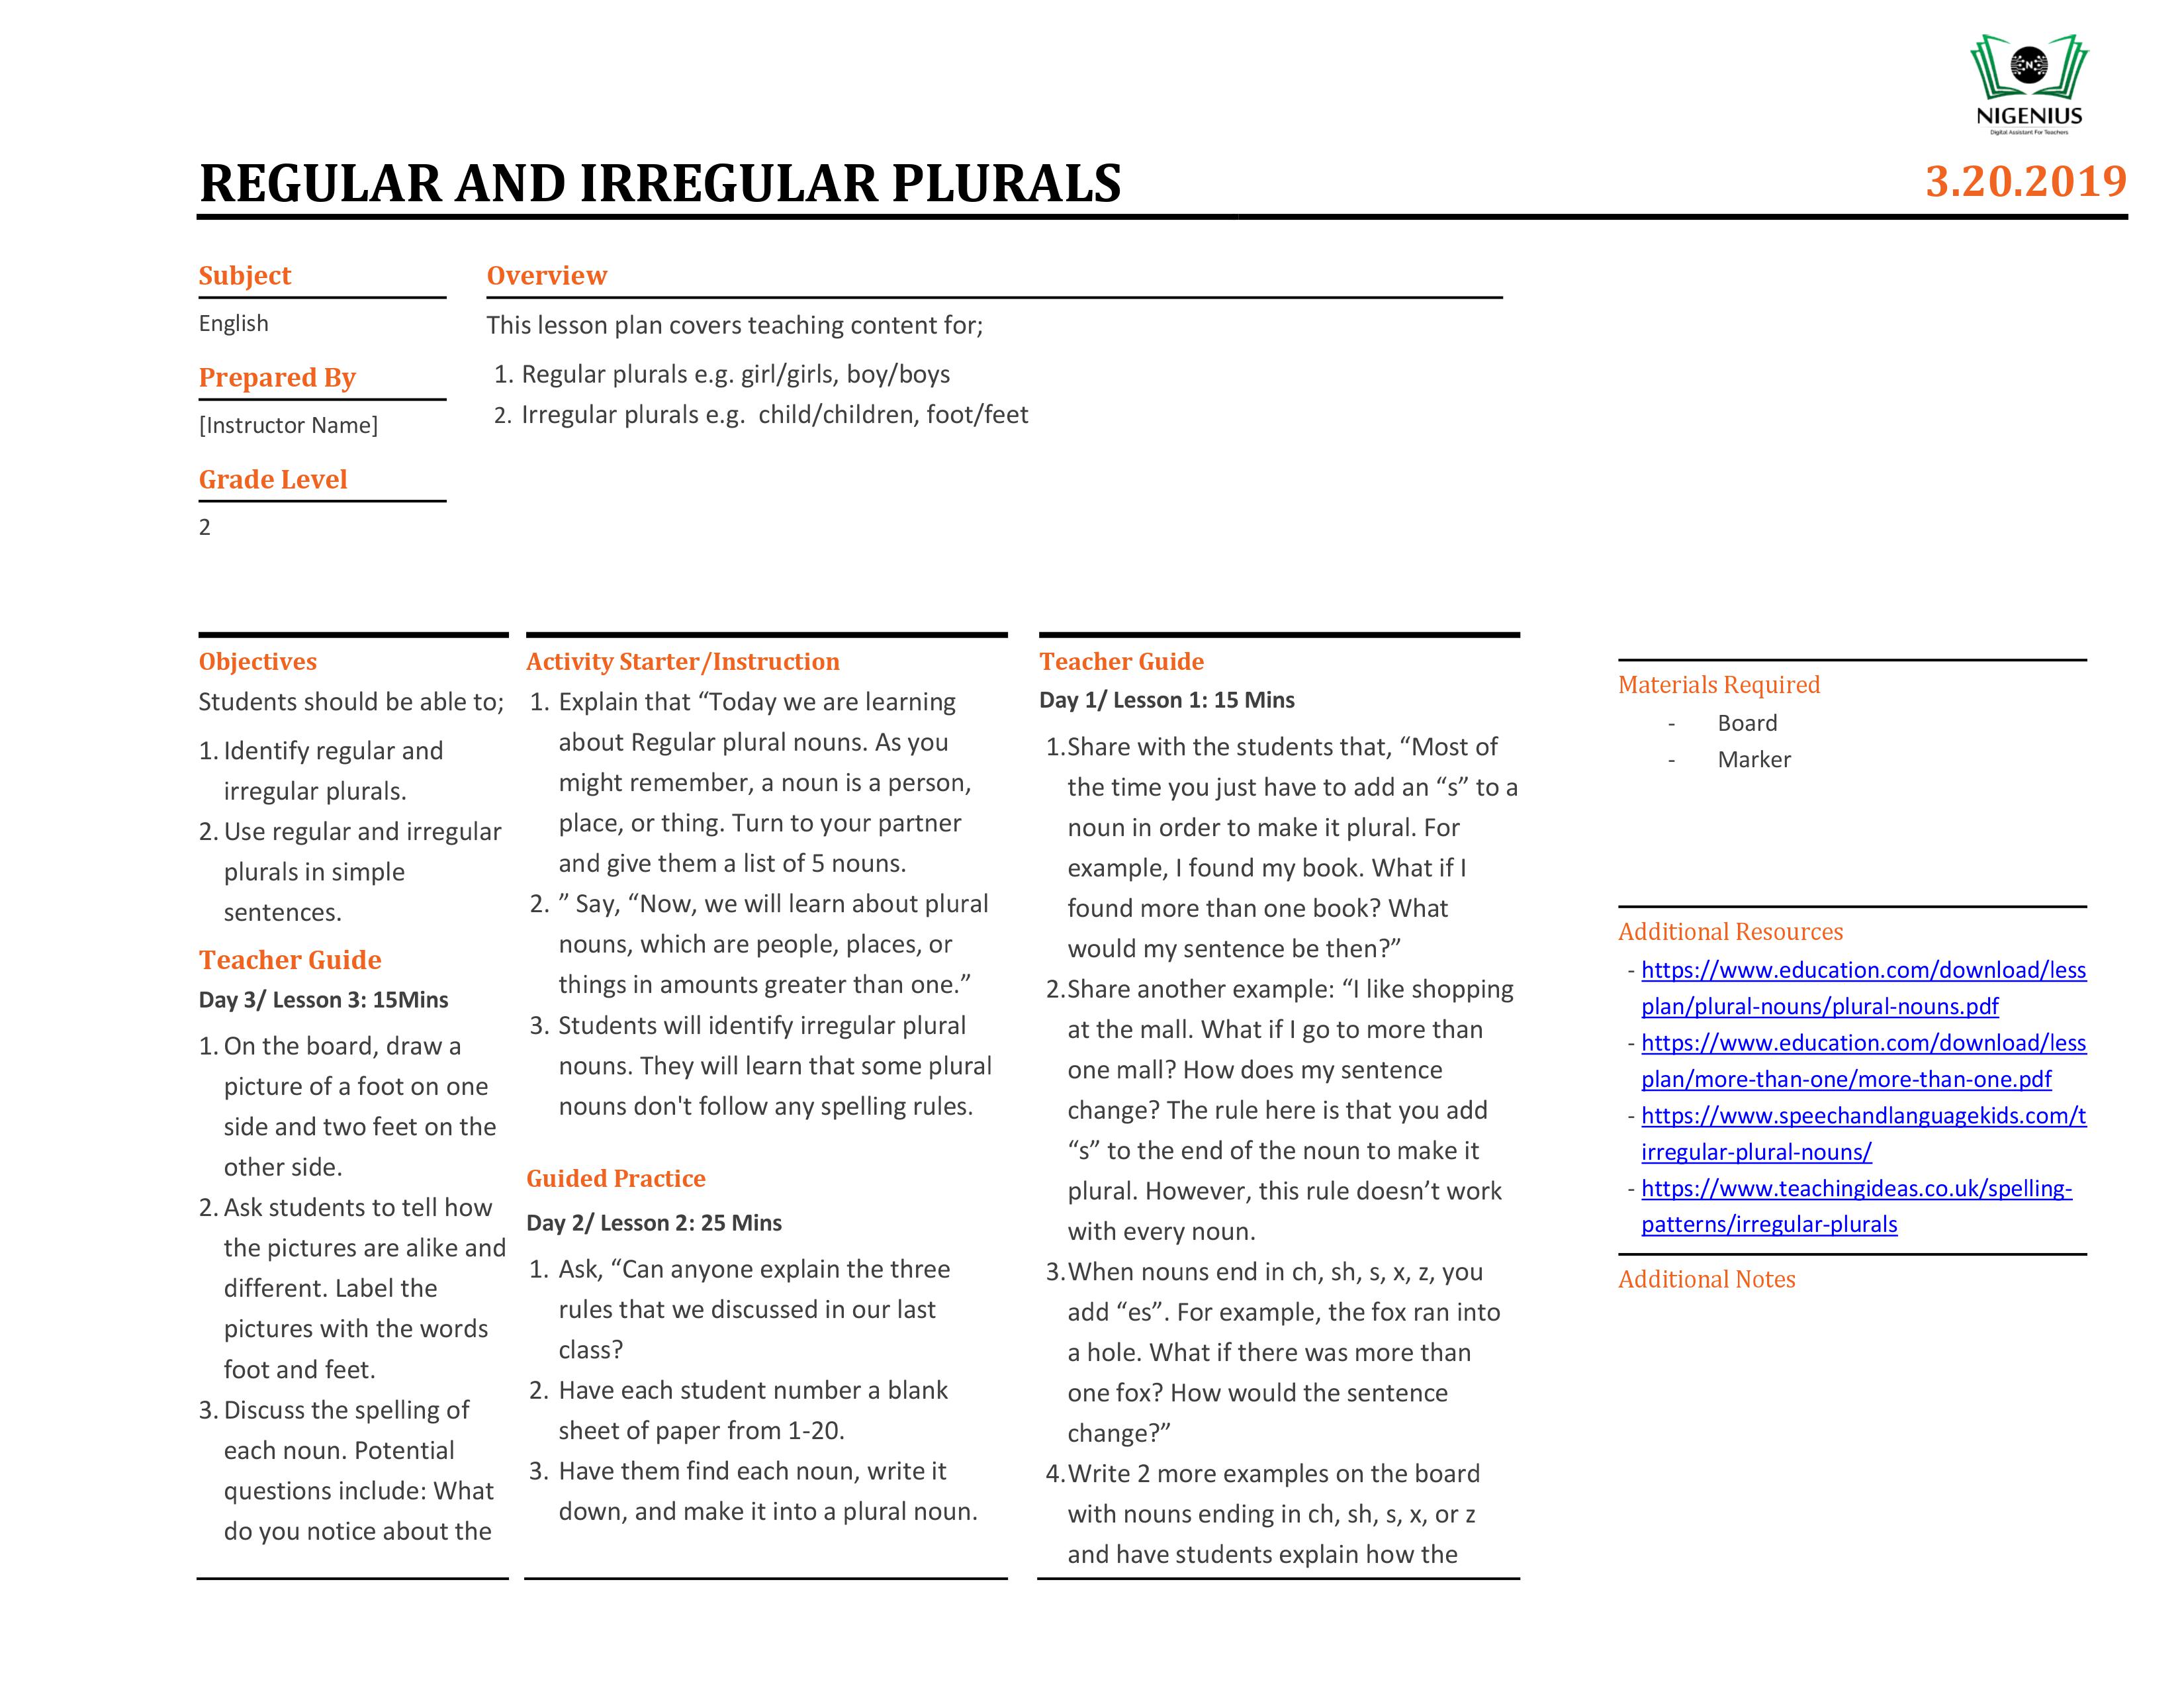 NIGENIUS
Digital Assistant For Teachers
REGULAR AND IRREGULAR PLURALS
3.20.2019
Subject
English
Prepared By
[Instructor Name]
Grade Level
2
Overview
This lesson plan covers teaching content for;
1. Regular plurals e.g. girl/girls, boy/boys
2. Irregular plurals e.g. child/children, foot/feet
Objectives
Students should be able to;
1. Identify regular and
irregular plurals.
2. Use regular and irregular
plurals in simple
sentences.
Teacher Guide
Day 3/ Lesson 3: 15Mins
1. On the board, draw a
picture of a foot on one
side and two feet on the
other side.
2. Ask students to tell how
the pictures are alike and
different. Label the
pictures with the words
foot and feet.
3. Discuss the spelling of
each noun. Potential
questions include: What
do you notice about the
Activity Starter/Instruction
1. Explain that “Today we are learning
about Regular plural nouns. As you
might remember, a noun is a person,
place, or thing. Turn to your partner
and give them a list of 5 nouns.
2. ” Say, “Now, we will learn about plural
nouns, which are people, places, or
things in amounts greater than one.”
3. Students will identify irregular plural
nouns. They will learn that some plural
nouns don't follow any spelling rules.
Guided Practice
Day 2/ Lesson 2: 25 Mins
1. Ask, “Can anyone explain the three
rules that we discussed in our last
class?
2. Have each student number a blank
sheet of paper from 1-20.
3. Have them find each noun, write it
down, and make it into a plural noun.
Teacher Guide
Day 1/ Lesson 1: 15 Mins
1.Share with the students that, “Most of
the time you just have to add an “s” to a
noun in order to make it plural. For
example, I found my book. What if I
found more than one book? What
would my sentence be then?”
2.Share another example: “I like shopping
at the mall. What if I go to more than
one mall? How does my sentence
change? The rule here is that you add
“s” to the end of the noun to make it
plural. However, this rule doesn’t work
with every noun.
3.When nouns end in ch, sh, s, x, z, you
add “es”. For example, the fox ran into
a hole. What if there was more than
one fox? How would the sentence
change?”
4.Write 2 more examples on the board
with nouns ending in ch, sh, s, x, or z
and have students explain how the
Materials Required
- Board
- Marker
Additional Resources
- https://www.education.com/download/less
plan/plural-nouns/plural-nouns.pdf
- https://www.education.com/download/less
plan/more-than-one/more-than-one.pdf
- https://www.speechandlanguagekids.com/t
irregular-plural-nouns/
- https://www.teachingideas.co.uk/spelling-
patterns/irregular-plurals
Additional Notes